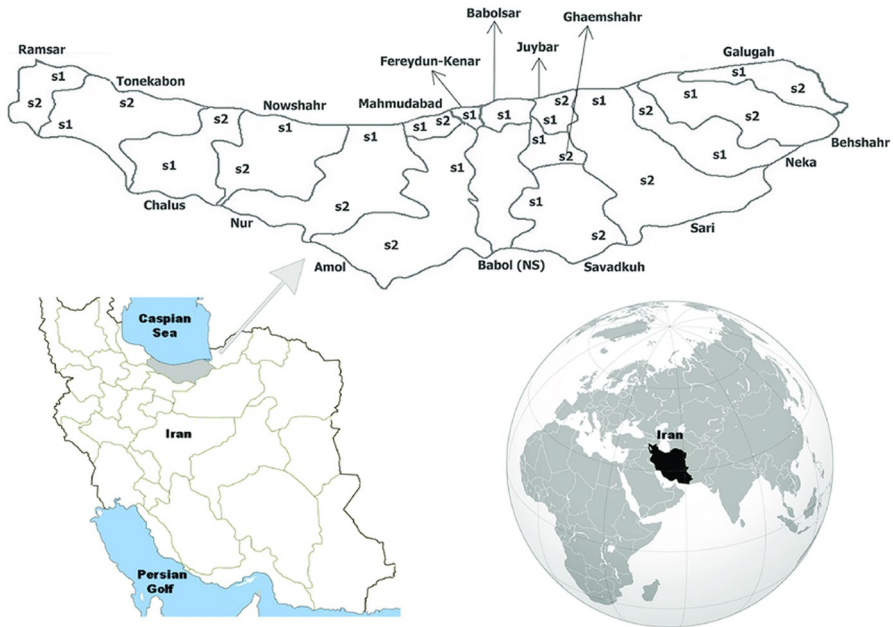 Babolsar
Ghaemshahr
Ramsar
Fereydun-Kenar
Juybar
Galugah
Tonekabon
Nowshahr
Mahmudabad
s1
s2
s1
s2
s1
s2
s1
s2
s1
s1
s2
s1
s2
s1
s1
s2
s1
s1
s2
s1
s2
s1
s2
s1
s2
s2
s1
s2
s1
s2
s1
s2
Behshahr
Neka
Chalus
Nur
Sari
Amol
Babol (NS)
Savadkuh
Caspian
Sea
Iran
Persian
Golf
Iran